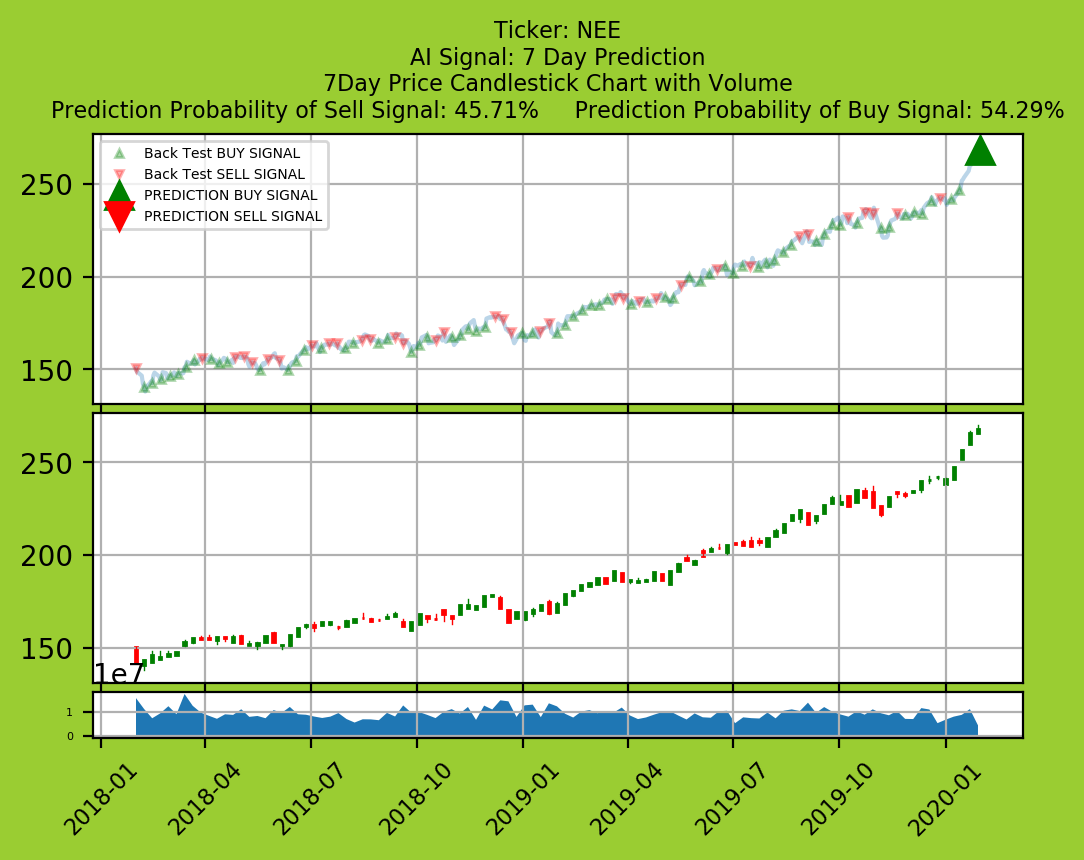 Ticker: NEE
AI Signal: 7 Day Prediction
7Day Price Candlestick Chart with Volume
Prediction Probability of Sell Signal: 45.71%     Prediction Probability of Buy Signal: 54.29%
Back Test BUY SIGNAL
Back Test SELL SIGNAL
PREDICTION BUY SIGNAL
PREDICTION SELL SIGNAL
250
200
150
250
200
150
1e7
1
0
2018-01
2018-04
2018-07
2018-10
2019-01
2019-04
2019-07
2019-10
2020-01